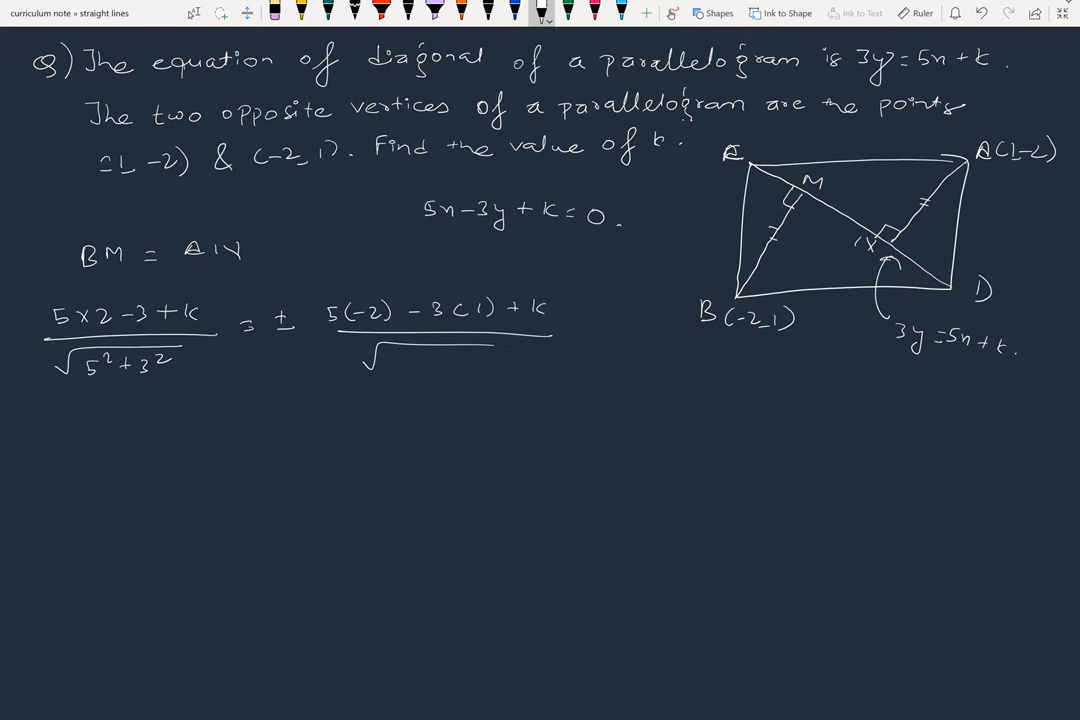 curriculum note » straight lines
Shapes
Ink to Shape
Ink to Text
Ruler
Q) The equation of diagonal of a parallelogram is 3y = 5x + k.
The two opposite vertices of a parallelogram are the points
(1, -2) & (-2, 1). Find the value of k.
A(1, -2)
M
5x - 3y + k = 0.
BM = AN
D
B(-2, 1)
3y = 5x + k.
5 × 2 - 3 + k / √5² + 3² = ± 5(-2) - 3(1) + k / √